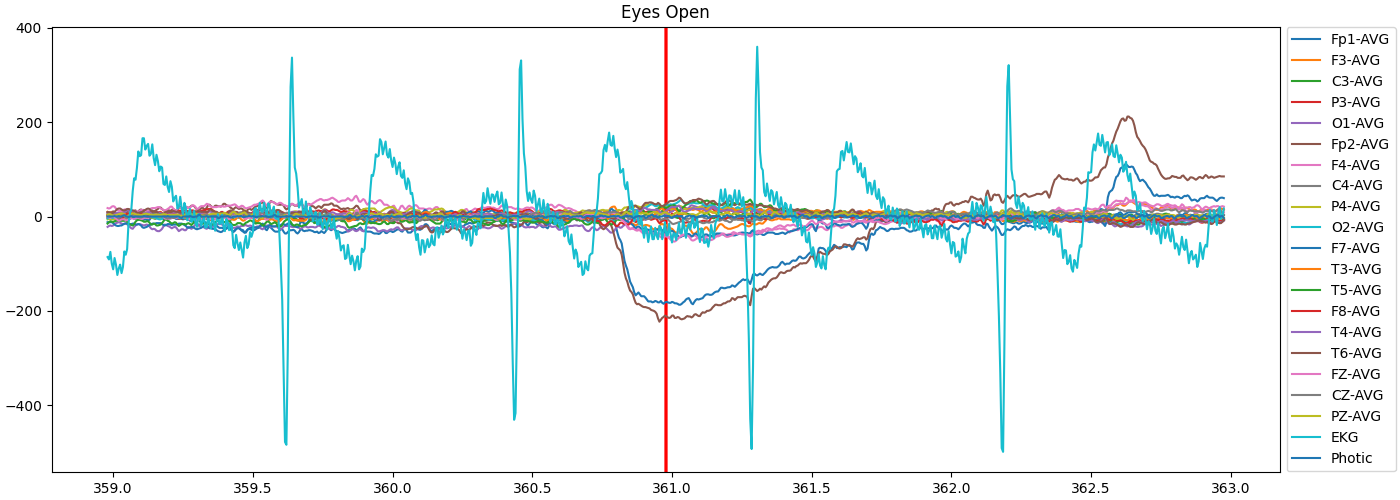 Eyes Open
400
200
0
−200
−400
359.0 359.5 360.0 360.5 361.0 361.5 362.0 362.5 363.0
Fp1-AVG
F3-AVG
C3-AVG
P3-AVG
O1-AVG
Fp2-AVG
F4-AVG
C4-AVG
P4-AVG
O2-AVG
F7-AVG
T3-AVG
T5-AVG
F8-AVG
T4-AVG
T6-AVG
FZ-AVG
CZ-AVG
PZ-AVG
EKG
Photic